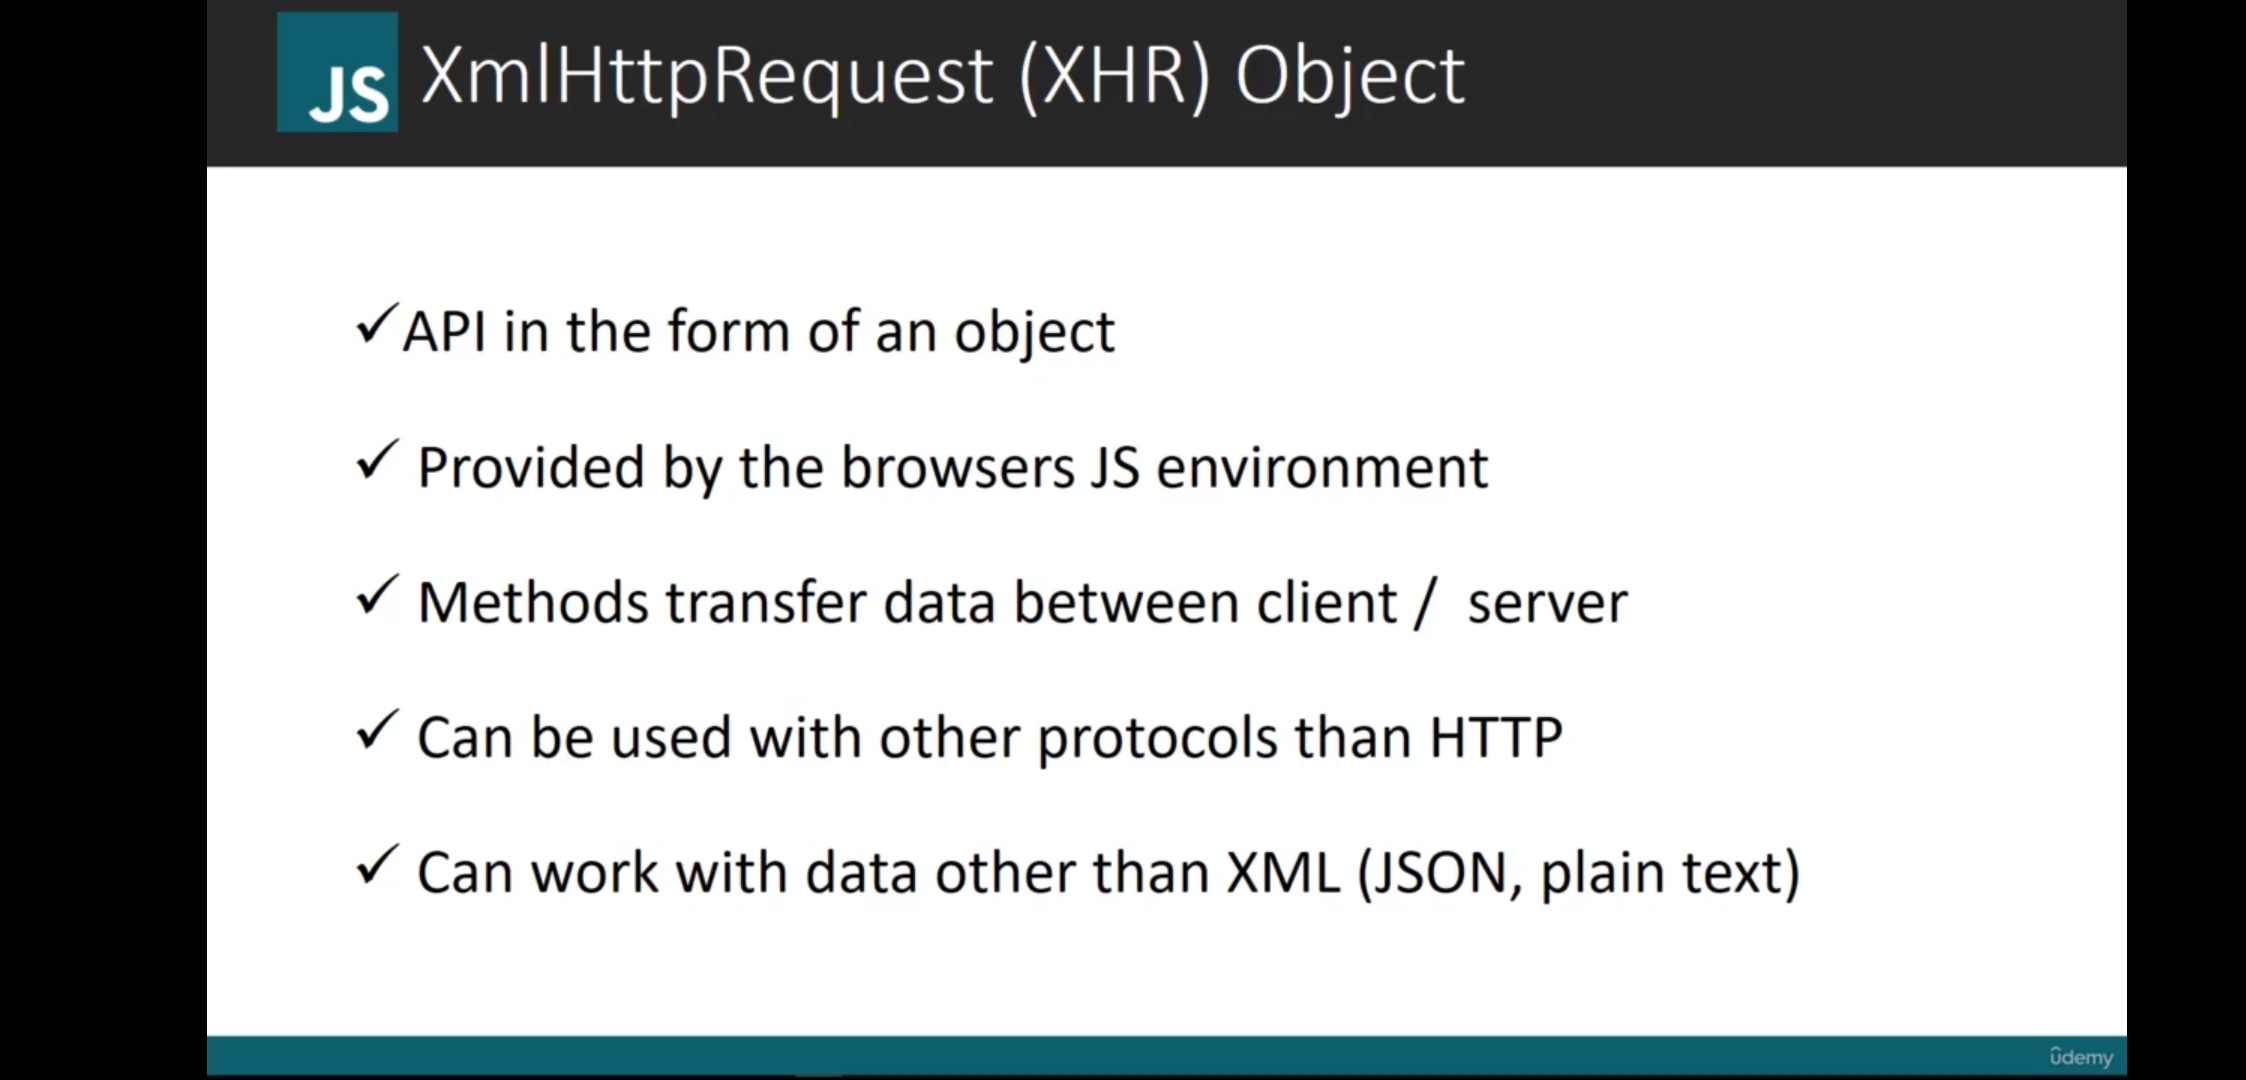 JS XmlHttpRequest (XHR) Object
✓API in the form of an object
✓ Provided by the browsers JS environment
✓ Methods transfer data between client / server
✓ Can be used with other protocols than HTTP
✓ Can work with data other than XML (JSON, plain text)
ûdemy